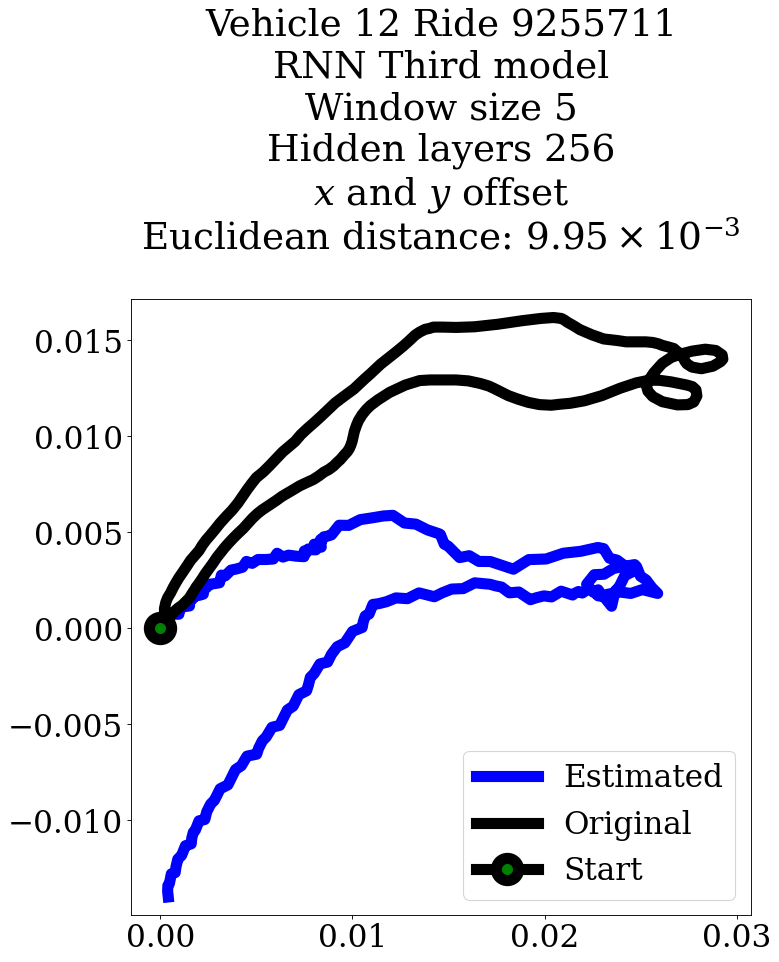 Vehicle 12 Ride 9255711
RNN Third model
Window size 5
Hidden layers 256
x and y offset
Euclidean distance: 9.95 × 10⁻³
0.015
0.010
0.005
0.000
−0.005
−0.010
Estimated
Original
Start
0.00 0.01 0.02 0.03